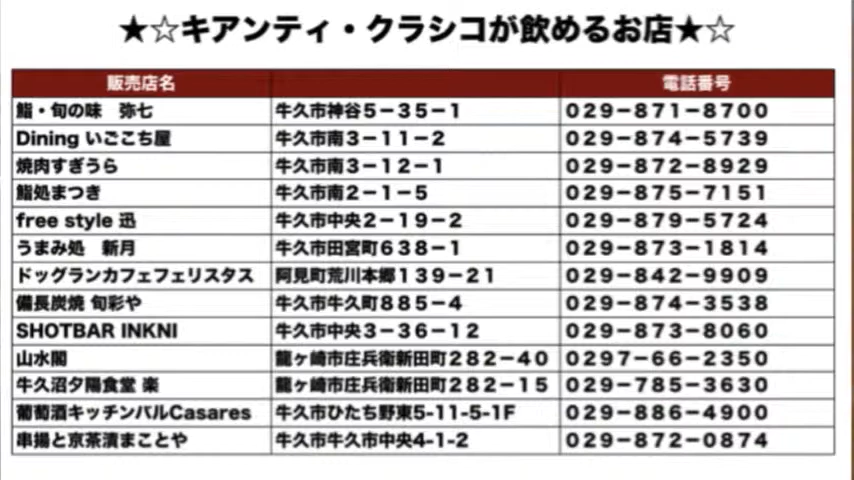 ★☆キアンティ・クラシコが飲めるお店★☆
販売店名 電話番号
鮨・旬の味　弥七 牛久市神谷５－３５－１ ０２９－８７１－８７００
Dining いごこち屋 牛久市南３－１１－２ ０２９－８７４－５７３９
焼肉すぎうら 牛久市南３－１２－１ ０２９－８７２－８９２９
鮨処まつき 牛久市南２－１－５ ０２９－８７５－７１５１
free style 迅 牛久市中央２－１９－２ ０２９－８７９－５７２４
うまみ処　新月 牛久市田宮町６３８－１ ０２９－８７３－１８１４
ドッグランカフェフェリスタス 阿見町荒川本郷１３９－２１ ０２９－８４２－９９０９
備長炭焼 旬彩や 牛久市牛久町８８５－４ ０２９－８７４－３５３８
SHOTBAR INKNI 牛久市中央３－３６－１２ ０２９－８７３－８０６０
山水閣 龍ヶ崎市庄兵衛新田町２８２－４０ ０２９７－６６－２３５０
牛久沼夕陽食堂 楽 龍ヶ崎市庄兵衛新田町２８２－１５ ０２９－７８５－３６３０
葡萄酒キッチンバルCasares 牛久市ひたち野東5-11-5-1F ０２９－８８６－４９００
串揚と京茶漬まことや 牛久市牛久市中央4-1-2 ０２９－８７２－０８７４